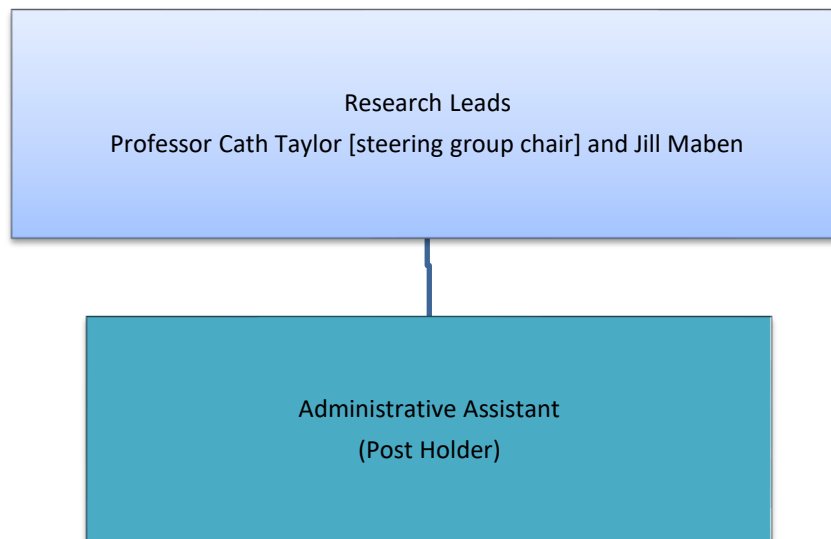 Research Leads
Professor Cath Taylor [steering group chair] and Jill Maben
Administrative Assistant
(Post Holder)